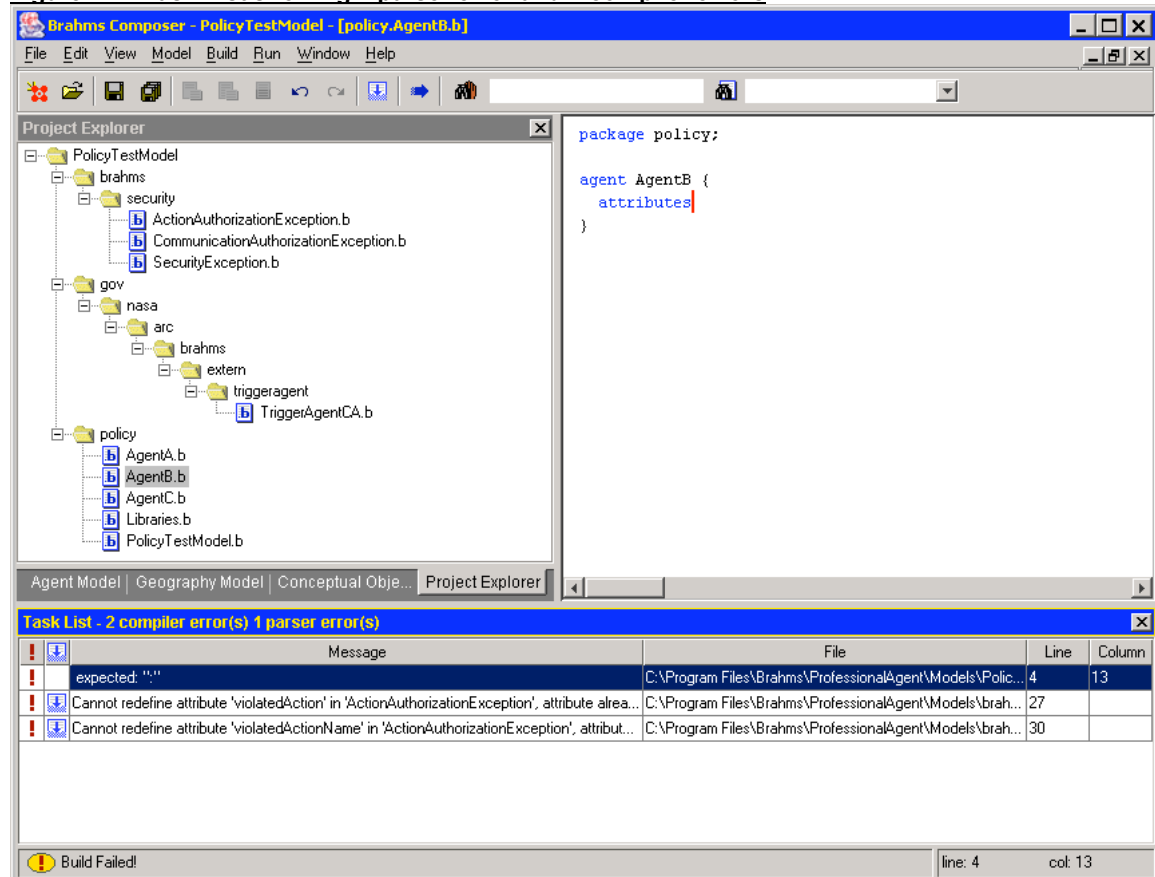 Brahms Composer - PolicyTestModel - [policy.AgentB.b]
File Edit View Model Build Run Window Help
Project Explorer
PolicyTestModel
brahms
security
ActionAuthorizationException.b
CommunicationAuthorizationException.b
SecurityException.b
gov
nasa
arc
brahms
extern
triggeragent
TriggerAgentCA.b
policy
AgentA.b
AgentB.b
AgentC.b
Libraries.b
PolicyTestModel.b
Agent Model | Geography Model | Conceptual Obje... Project Explorer
package policy;
agent AgentB {
attributes
}
Task List - 2 compiler error(s) 1 parser error(s)
! Message File Line Column
! expected: ":" C:\Program Files\Brahms\ProfessionalAgent\Models\Polic... 4 13
! Cannot redefine attribute 'violatedAction' in 'ActionAuthorizationException', attribute alrea... C:\Program Files\Brahms\ProfessionalAgent\Models\brah... 27
! Cannot redefine attribute 'violatedActionName' in 'ActionAuthorizationException', attribut... C:\Program Files\Brahms\ProfessionalAgent\Models\brah... 30
Build Failed! line: 4 col: 13